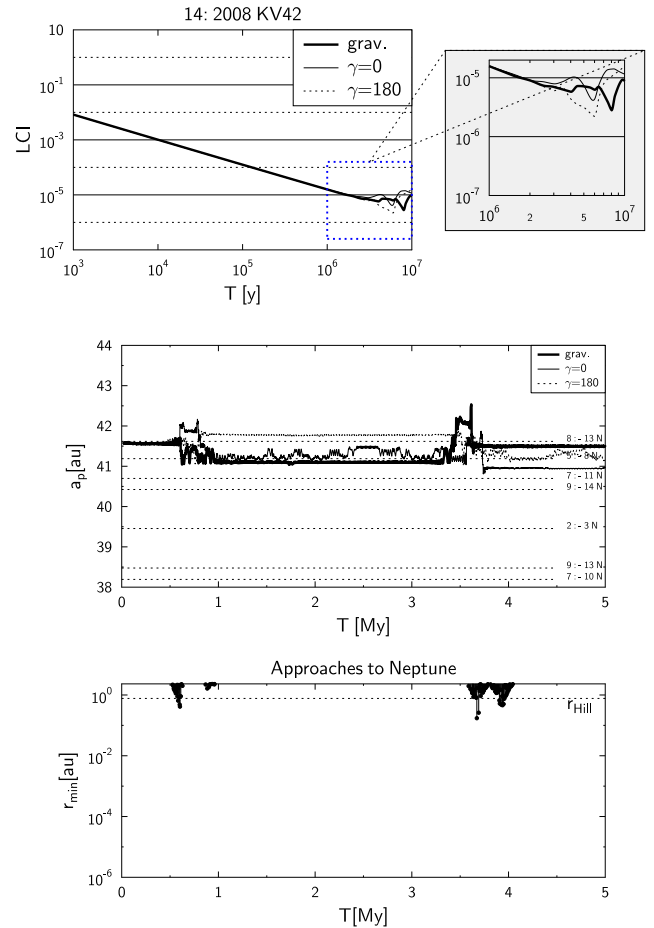 14: 2008 KV42
LCI
10
10^-1
10^-3
10^-5
10^-7
grav.
γ=0
γ=180
10^3
10^4
10^5
10^6
10^7
T [y]
10^-5
10^-6
10^-7
10^6
2
5
10^7
a_p[au]
44
43
42
41
40
39
38
grav.
γ=0
γ=180
8 : - 13 N
7 : - 11 N
9 : - 14 N
2 : - 3 N
9 : - 13 N
7 : - 10 N
0
1
2
3
4
5
T [My]
Approaches to Neptune
r_min[au]
10^0
10^-2
10^-4
10^-6
r_Hill
0
1
2
3
4
5
T[My]